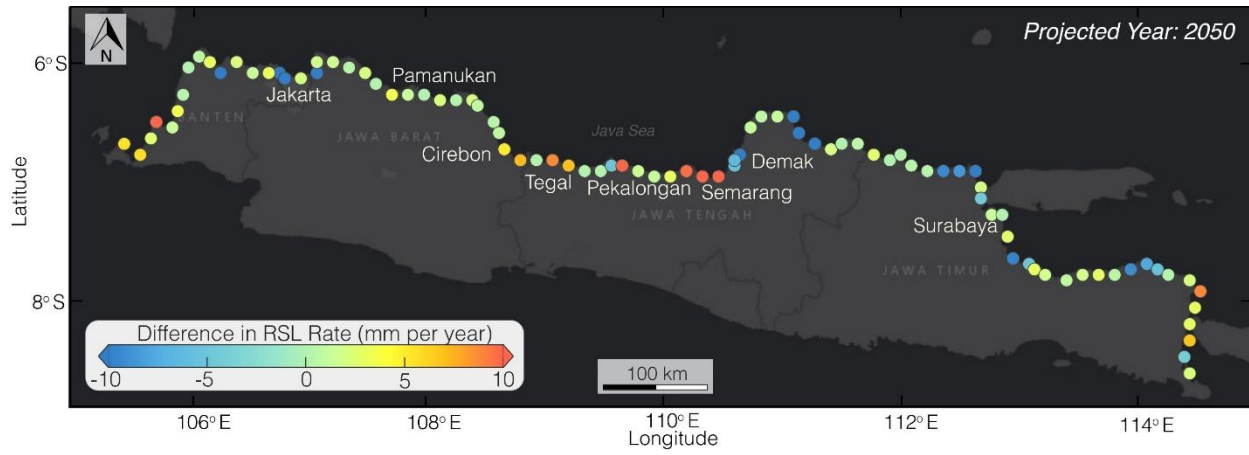 Projected Year: 2050
N
6°S
Pamanukan
Jakarta
BANTEN
Java Sea
JAWA BARAT
Cirebon
Demak
Tegal
Pekalongan
Semarang
JAWA TENGAH
Surabaya
JAWA TIMUR
Latitude
8°S
Difference in RSL Rate (mm per year)
-10 -5 0 5 10
100 km
106°E 108°E 110°E 112°E 114°E
Longitude